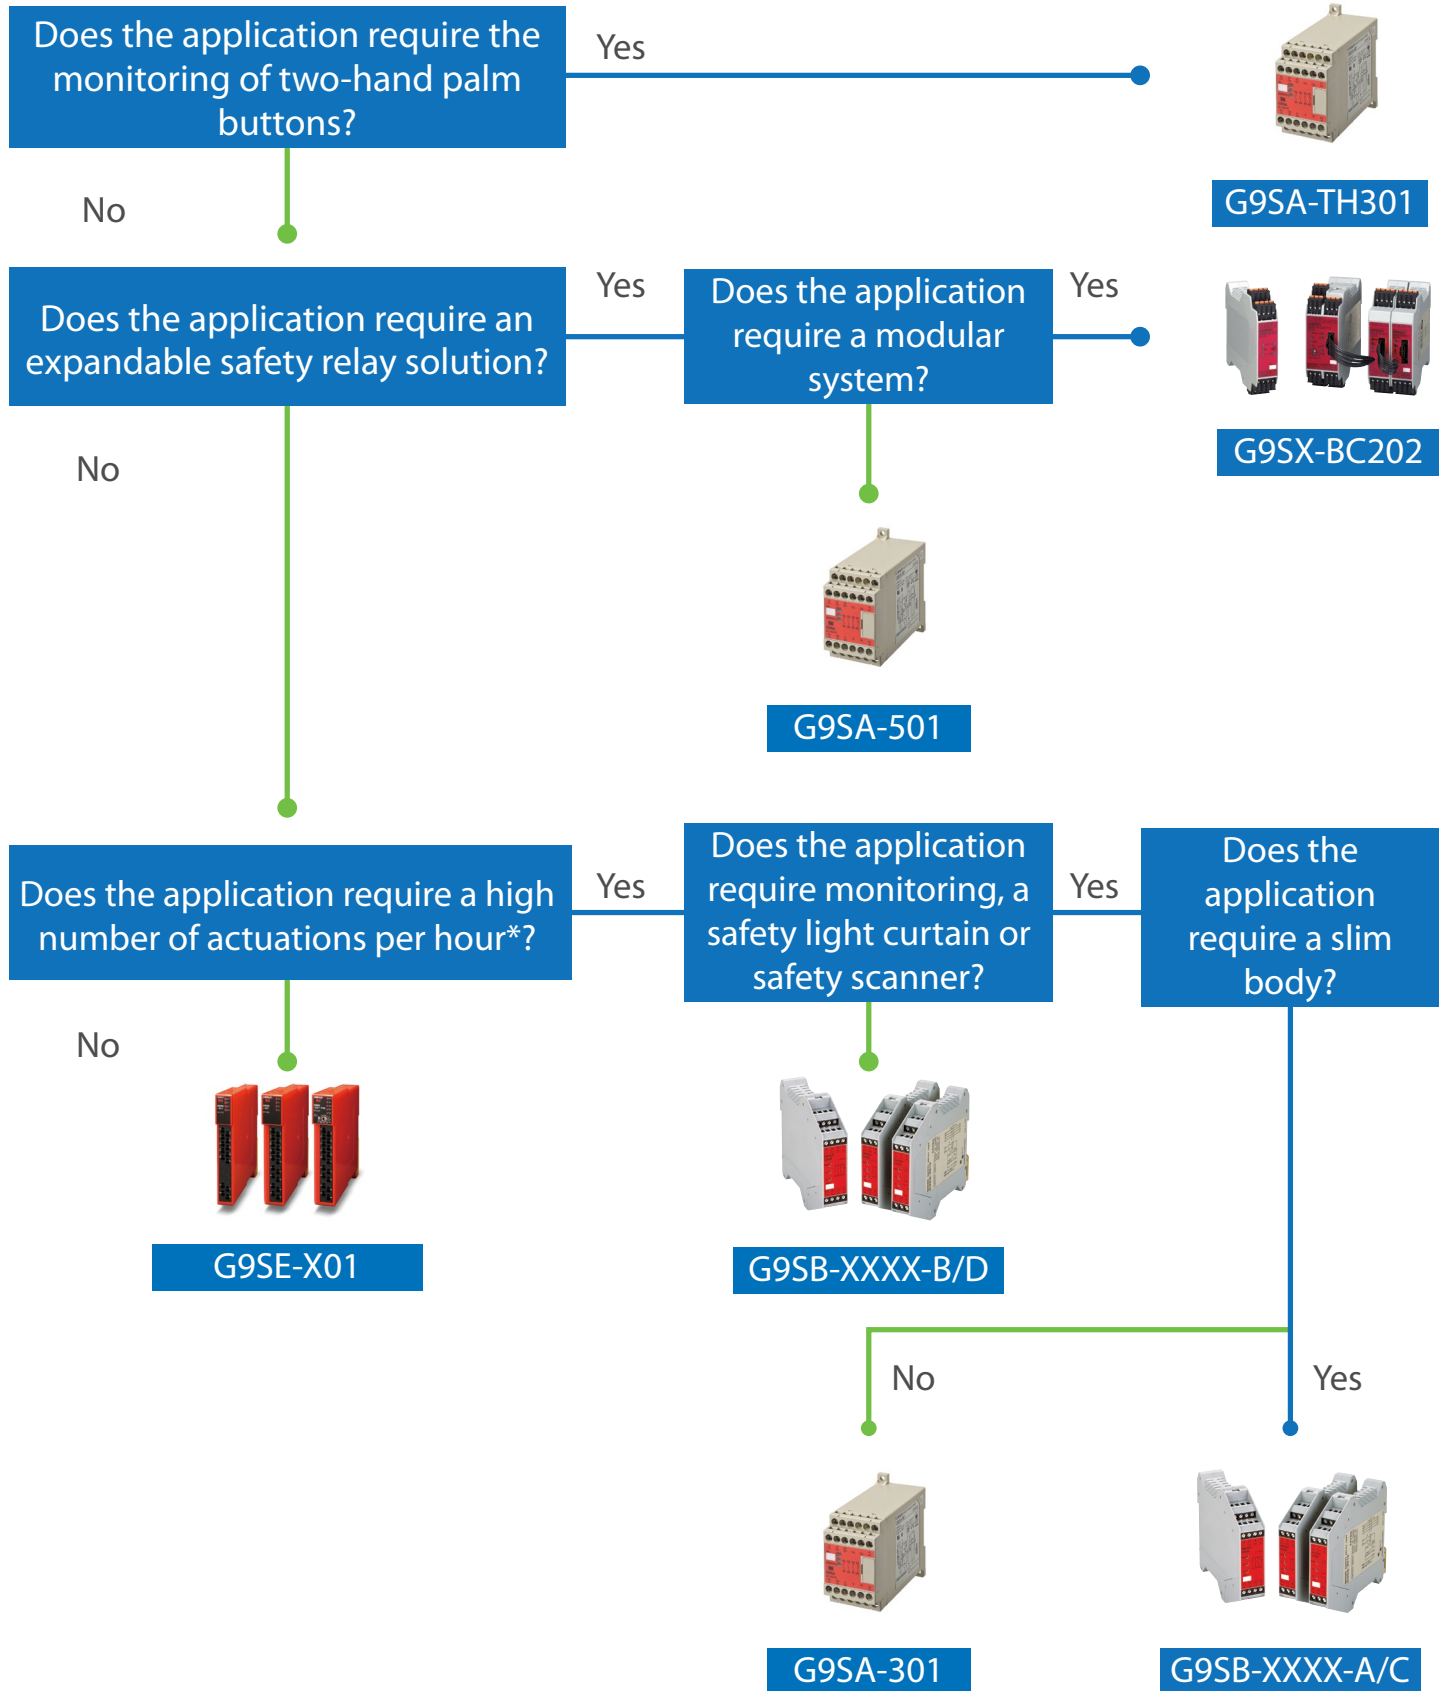 Does the application require the
monitoring of two-hand palm
buttons?
Yes
G9SA-TH301
No
Does the application require an
expandable safety relay solution?
Yes
Does the application
require a modular
system?
Yes
G9SX-BC202
No
G9SA-501
Does the application require a high
number of actuations per hour*?
Yes
Does the application
require monitoring, a
safety light curtain or
safety scanner?
Yes
Does the
application
require a slim
body?
No
G9SE-X01
G9SB-XXXX-B/D
No
Yes
G9SA-301
G9SB-XXXX-A/C